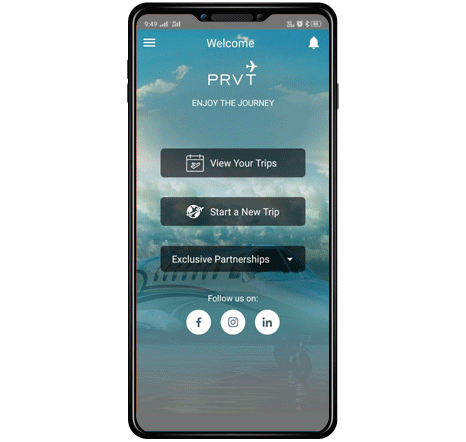 9:49
Welcome
PRVT
ENJOY THE JOURNEY
View Your Trips
Start a New Trip
Exclusive Partnerships
Follow us on:
f
in